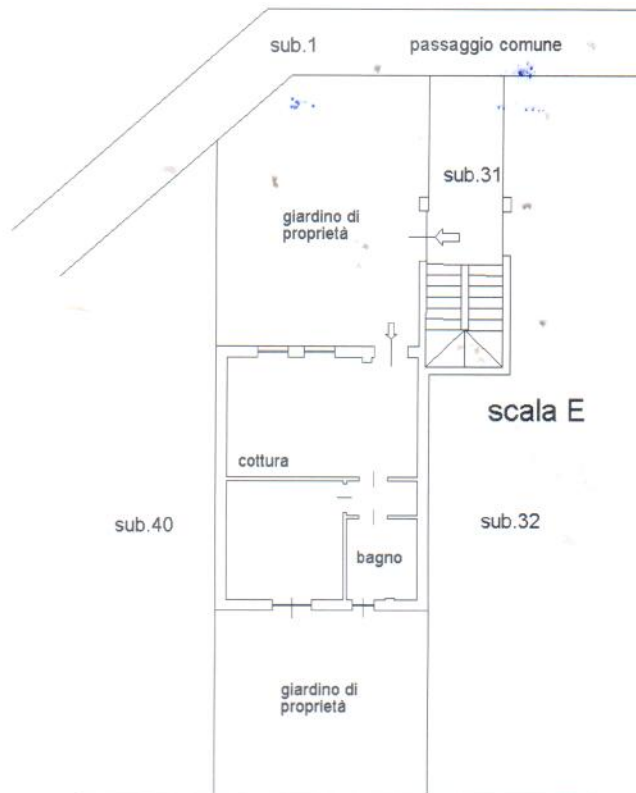 sub.1
passaggio comune
sub.31
giardino di
proprietà
scala E
cottura
sub.40
sub.32
bagno
giardino di
proprietà